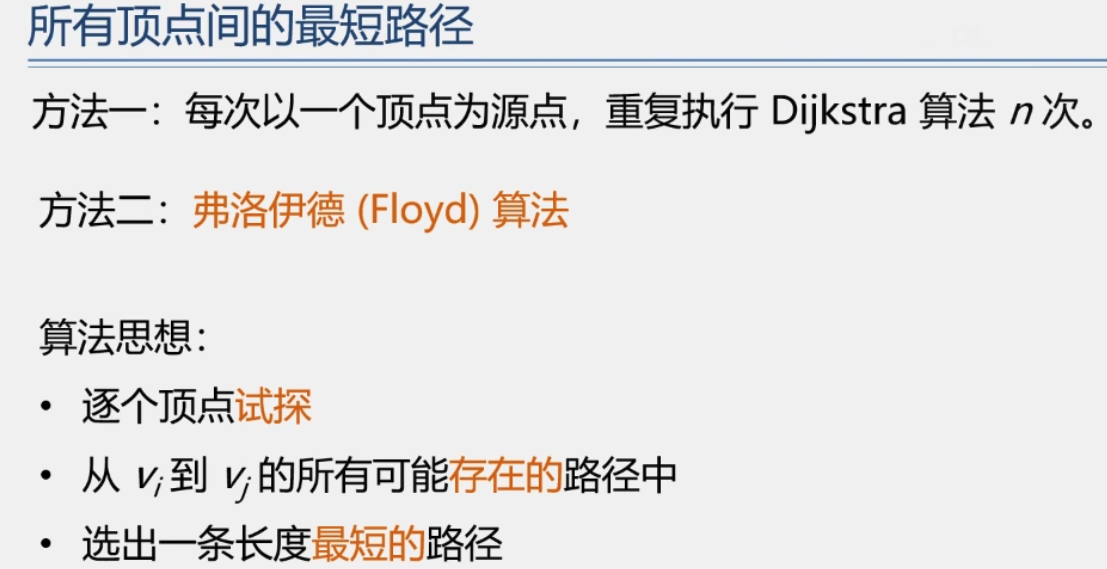 所有顶点间的最短路径
方法一：每次以一个顶点为源点，重复执行 Dijkstra 算法 n 次。
方法二：弗洛伊德 (Floyd) 算法
算法思想：
• 逐个顶点试探
• 从 vi 到 vj 的所有可能存在的路径中
• 选出一条长度最短的路径